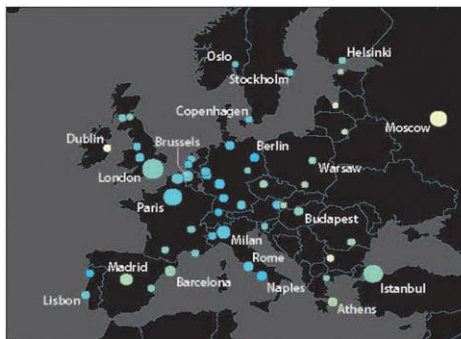 Oslo
Helsinki
Stockholm
Copenhagen
Moscow
Dublin
Brussels
Berlin
London
Warsaw
Paris
Budapest
Milan
Madrid
Rome
Barcelona
Naples
Istanbul
Lisbon
Athens